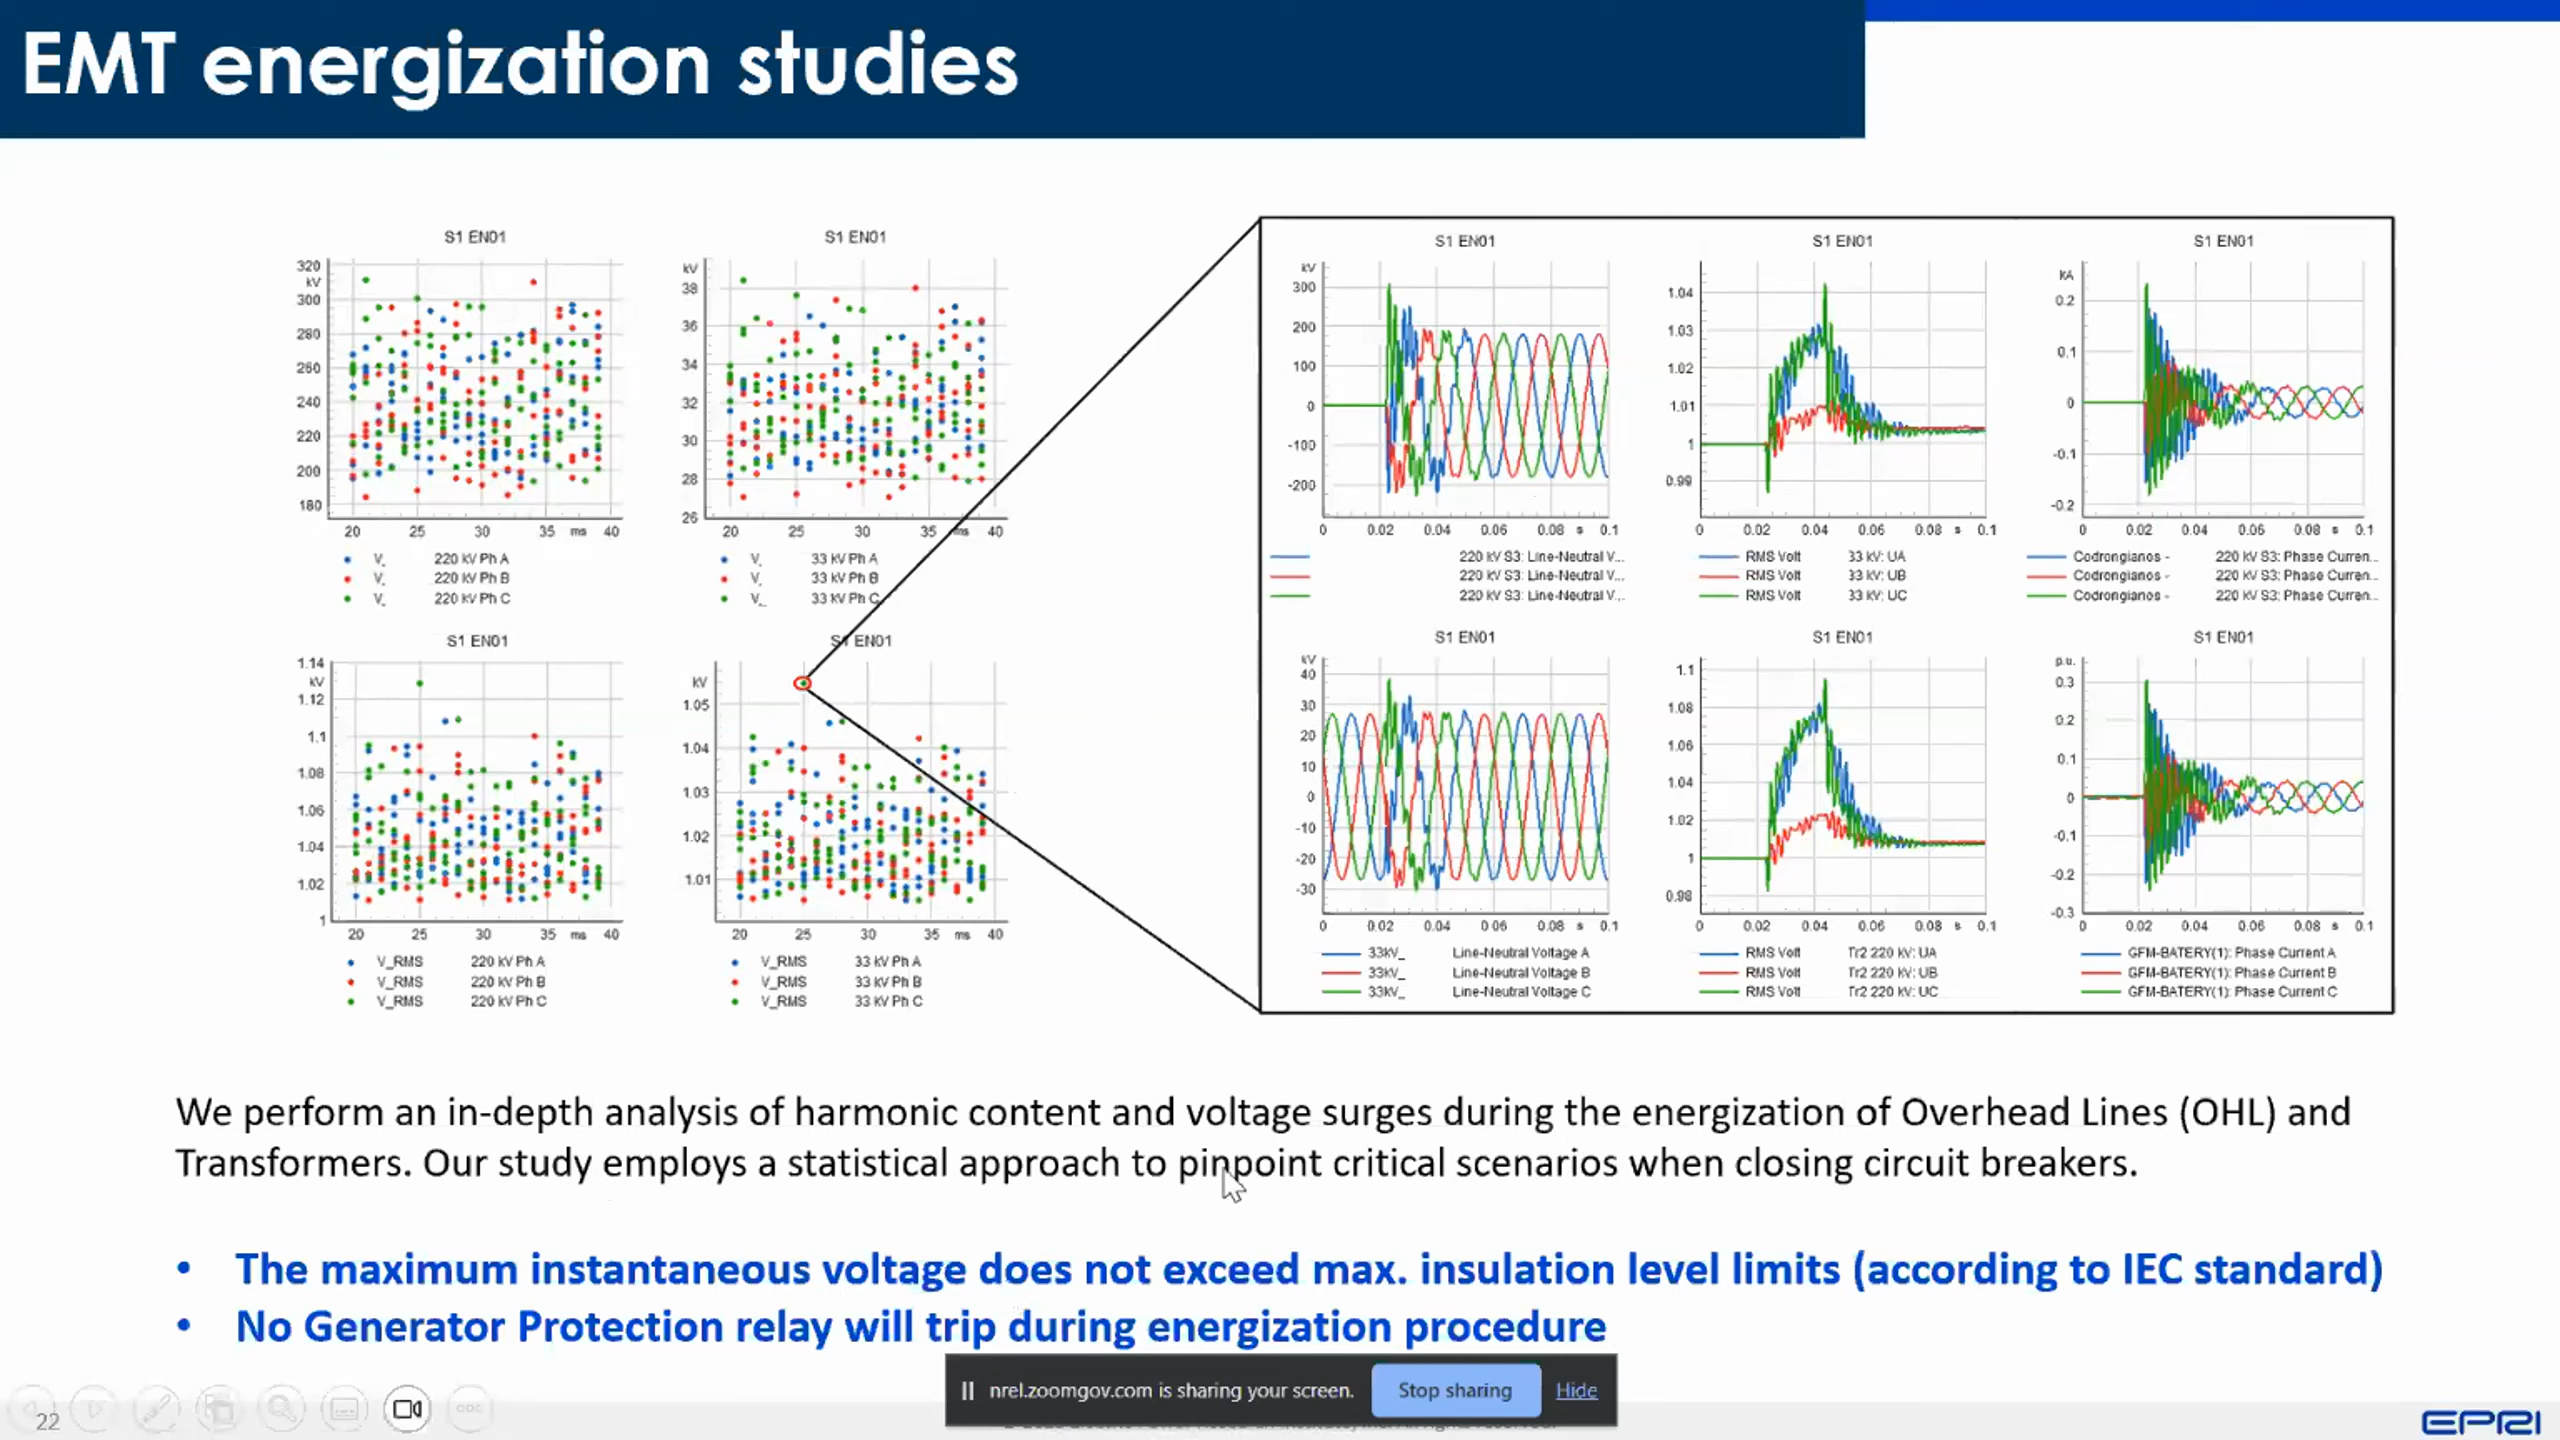 EMT energization studies
S1 EN01
320
kV
300
280
260
240
220
200
180
20 25 30 35 ms 40
V_ 220 kV Ph A
V_ 220 kV Ph B
V_ 220 kV Ph C
S1 EN01
kV
38
36
34
32
30
28
26
20 25 30 35 ms 40
V_ 33 kV Ph A
V_ 33 kV Ph B
V_ 33 kV Ph C
S1 EN01
1.14
kV
1.12
1.1
1.08
1.06
1.04
1.02
1
20 25 30 35 ms 40
V_RMS 220 kV Ph A
V_RMS 220 kV Ph B
V_RMS 220 kV Ph C
S1 EN01
kV
1.05
1.04
1.03
1.02
1.01
20 25 30 35 ms 40
V_RMS 33 kV Ph A
V_RMS 33 kV Ph B
V_RMS 33 kV Ph C
S1 EN01
kV
300
200
100
0
-100
-200
0 0.02 0.04 0.06 0.08 s 0.1
220 kV S3: Line-Neutral V...
220 kV S3: Line-Neutral V...
220 kV S3: Line-Neutral V...
S1 EN01
1.04
1.03
1.02
1.01
1
0.99
0 0.02 0.04 0.06 0.08 s 0.1
RMS Volt 33 kV: UA
RMS Volt 33 kV: UB
RMS Volt 33 kV: UC
S1 EN01
kA
0.2
0.1
0
-0.1
-0.2
0 0.02 0.04 0.06 0.08 s 0.1
Codrongianos - 220 kV S3: Phase Curren...
Codrongianos - 220 kV S3: Phase Curren...
Codrongianos - 220 kV S3: Phase Curren...
S1 EN01
kV
40
30
20
10
0
-10
-20
-30
0 0.02 0.04 0.06 0.08 s 0.1
33kV_ Line-Neutral Voltage A
33kV_ Line-Neutral Voltage B
33kV_ Line-Neutral Voltage C
S1 EN01
1.1
1.08
1.06
1.04
1.02
1
0.98
0 0.02 0.04 0.06 0.08 s 0.1
RMS Volt Tr2 220 kV: UA
RMS Volt Tr2 220 kV: UB
RMS Volt Tr2 220 kV: UC
S1 EN01
p.u.
0.3
0.2
0.1
0
-0.1
-0.2
-0.3
0 0.02 0.04 0.06 0.08 s 0.1
GFM-BATERY(1): Phase Current A
GFM-BATERY(1): Phase Current B
GFM-BATERY(1): Phase Current C
We perform an in-depth analysis of harmonic content and voltage surges during the energization of Overhead Lines (OHL) and
Transformers. Our study employs a statistical approach to pinpoint critical scenarios when closing circuit breakers.
• The maximum instantaneous voltage does not exceed max. insulation level limits (according to IEC standard)
• No Generator Protection relay will trip during energization procedure
nrel.zoomgov.com is sharing your screen. Stop sharing Hide
22
EPRI